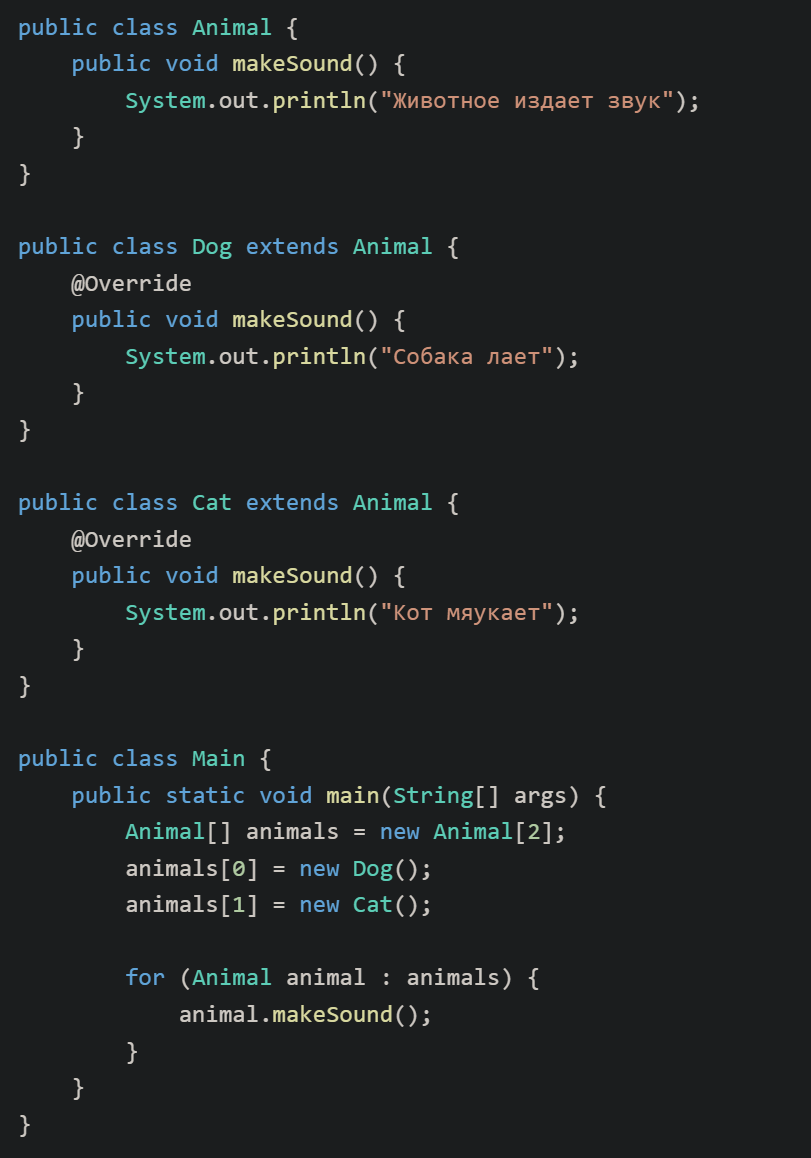 public class Animal {
    public void makeSound() {
        System.out.println("Животное издает звук");
    }
}

public class Dog extends Animal {
    @Override
    public void makeSound() {
        System.out.println("Собака лает");
    }
}

public class Cat extends Animal {
    @Override
    public void makeSound() {
        System.out.println("Кот мяукает");
    }
}

public class Main {
    public static void main(String[] args) {
        Animal[] animals = new Animal[2];
        animals[0] = new Dog();
        animals[1] = new Cat();

        for (Animal animal : animals) {
            animal.makeSound();
        }
    }
}